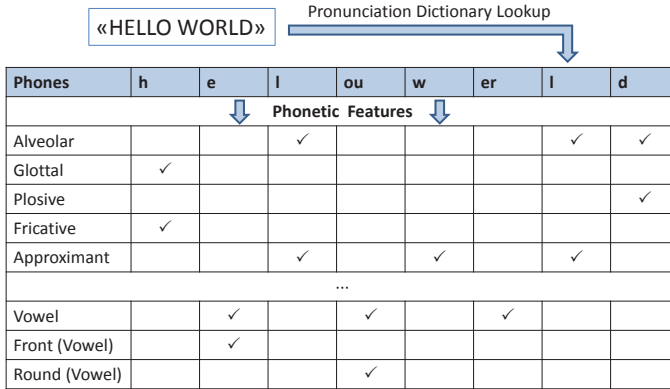 Pronunciation Dictionary Lookup
«HELLO WORLD»
Phones h e l ou w er l d
Phonetic Features
Alveolar ✓ ✓ ✓
Glottal ✓
Plosive ✓
Fricative ✓
Approximant ✓ ✓ ✓
...
Vowel ✓ ✓ ✓
Front (Vowel) ✓
Round (Vowel) ✓